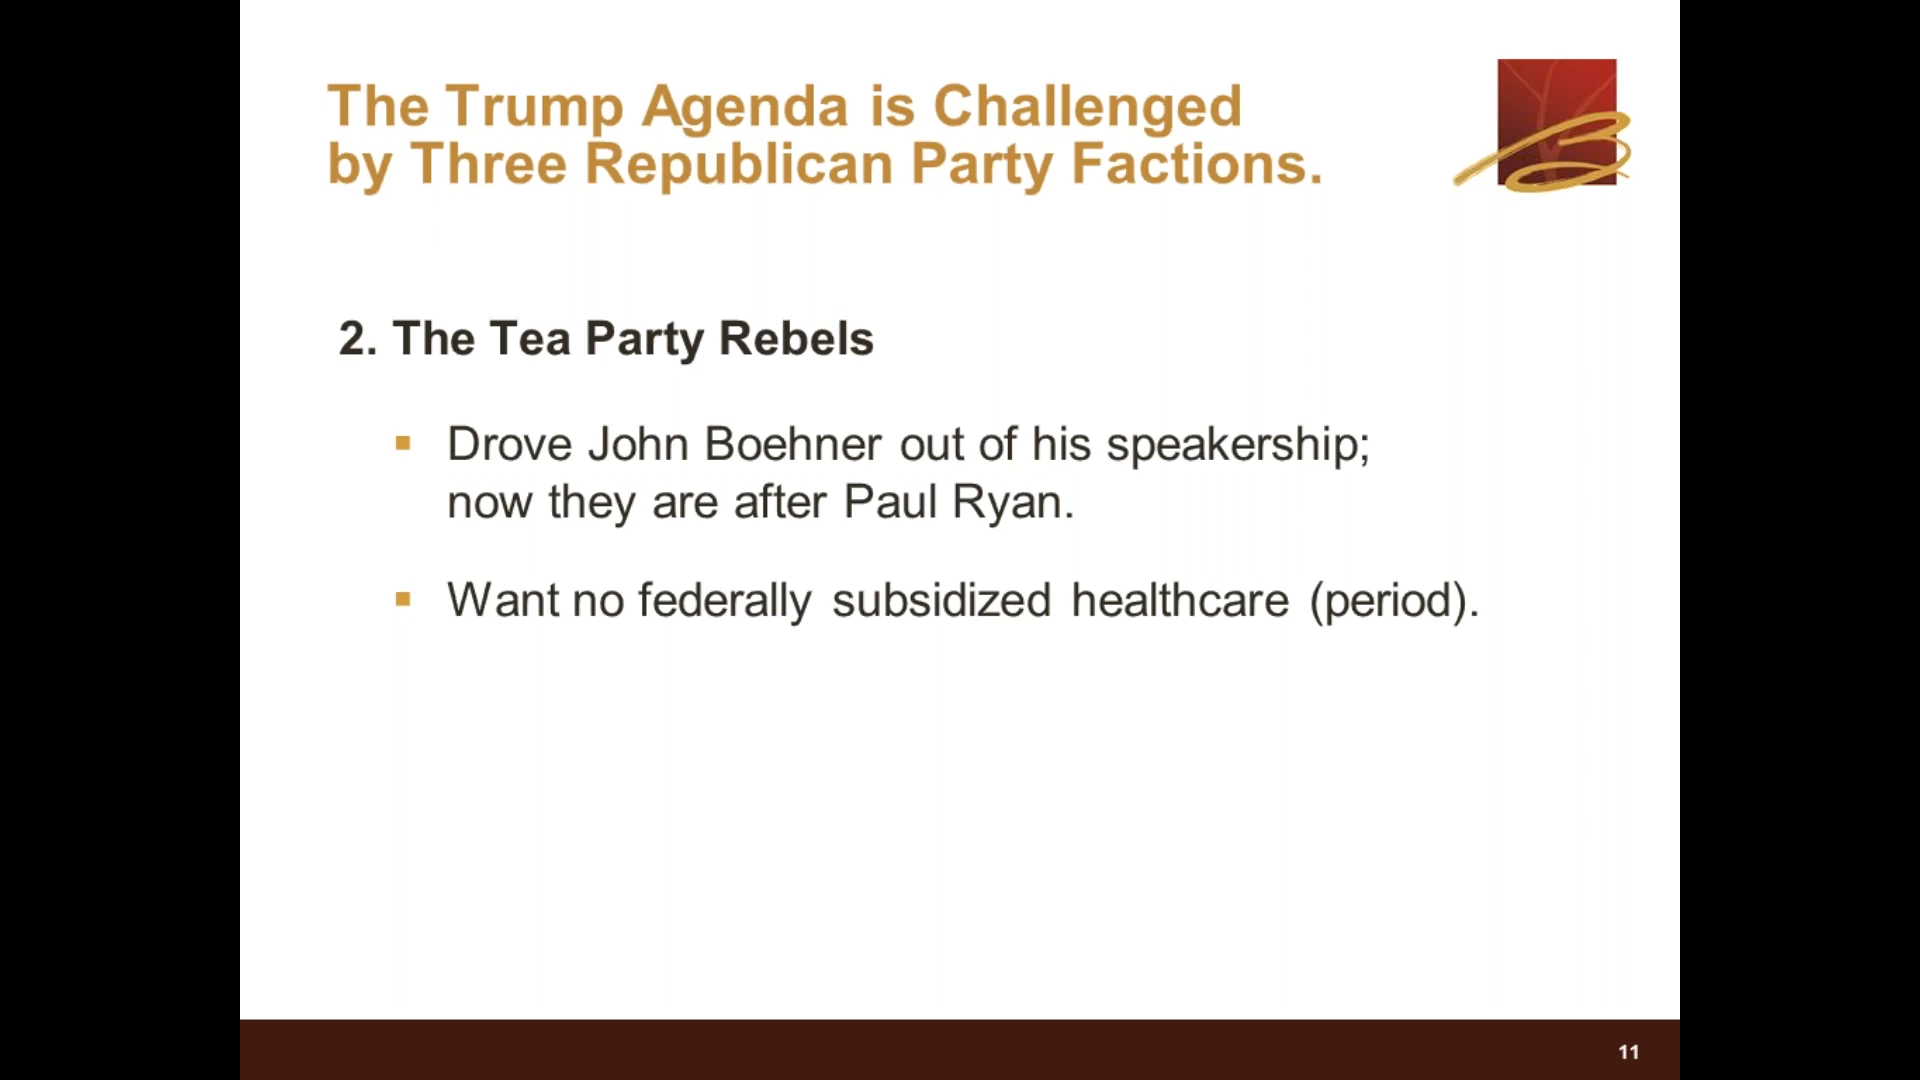 The Trump Agenda is Challenged
by Three Republican Party Factions.
2. The Tea Party Rebels
▪ Drove John Boehner out of his speakership;
now they are after Paul Ryan.
▪ Want no federally subsidized healthcare (period).
11